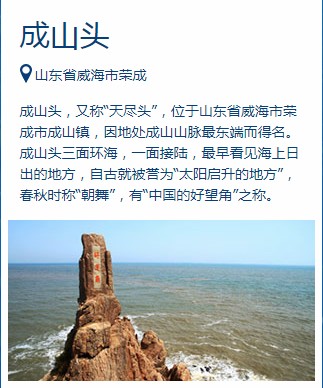 成山头
山东省威海市荣成
成山头，又称“天尽头”，位于山东省威海市荣
成市成山镇，因地处成山山脉最东端而得名。
成山头三面环海，一面接陆，最早看见海上日
出的地方，自古就被誉为“太阳启升的地方”，
春秋时称“朝舞”，有“中国的好望角”之称。